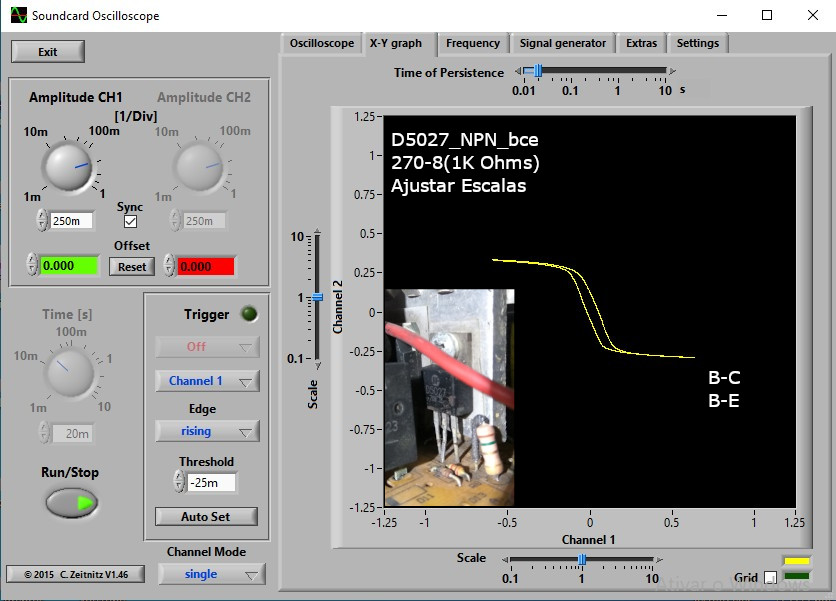 Soundcard Oscilloscope
Exit
Oscilloscope
X-Y graph
Frequency
Signal generator
Extras
Settings
Time of Persistence
0.01 0.1 1 10 s
Amplitude CH1
Amplitude CH2
[1/Div]
10m 100m 1m 1
10m 100m 1m 1
250m
Sync
250m
Offset
0.000
Reset
0.000
Time [s]
100m
10m 1
1m 10
20m
Run/Stop
Trigger
Off
Channel 1
Edge
rising
Threshold
-25m
Auto Set
Channel Mode
single
© 2015 C. Zeitnitz V1.46
10
1
0.1
Scale
Channel 2
1.25
1
0.75
0.5
0.25
0
-0.25
-0.5
-0.75
-1
-1.25
D5027_NPN_bce
270-8(1K Ohms)
Ajustar Escalas
D5027
B-C
B-E
-1.25 -1 -0.5 0 0.5 1 1.25
Channel 1
Scale
0.1 1 10
Grid
Ativar o Windows